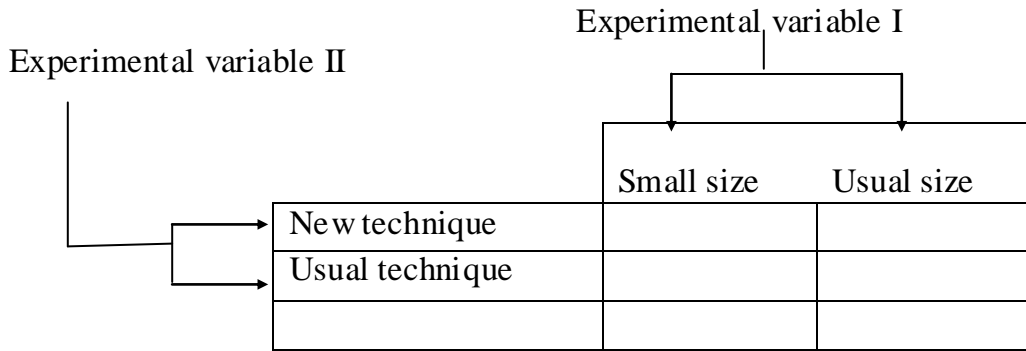 Experimental variable I
Experimental variable II
Small size Usual size
New technique
Usual technique